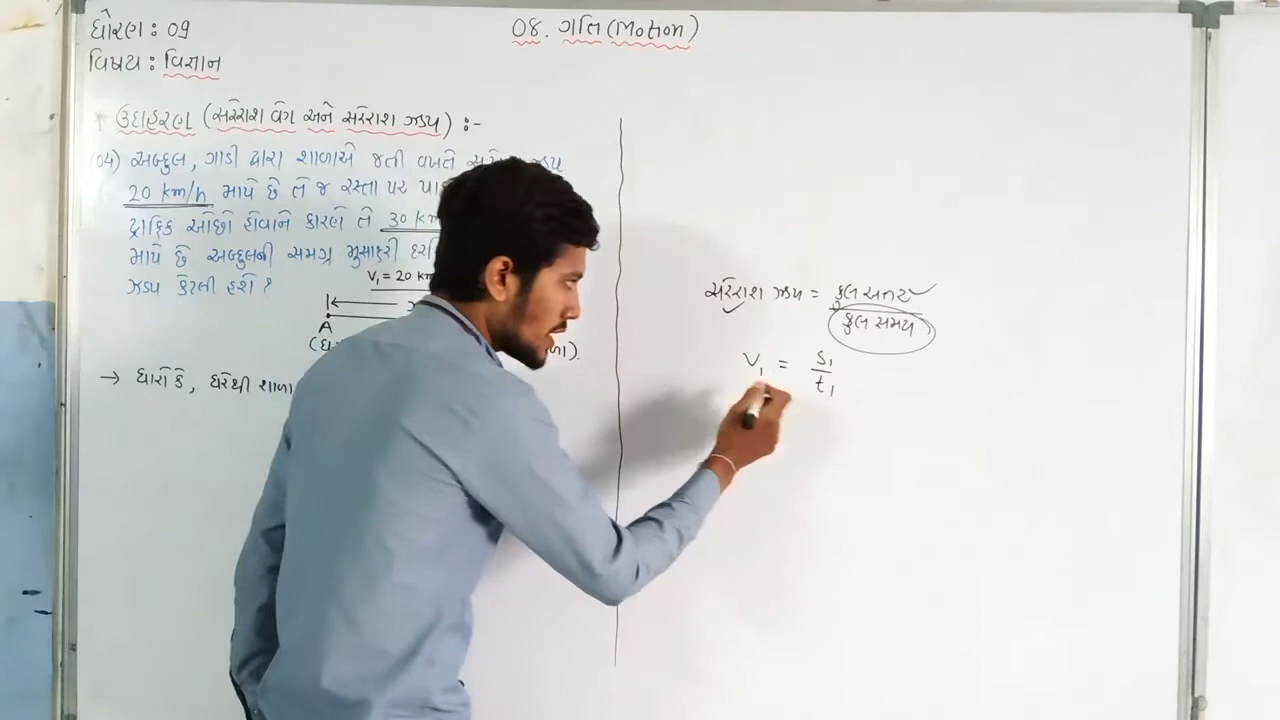 ધોરણ : 09
વિષય : વિજ્ઞાન
08. ગતિ (Motion)
* ઉદાહરણ (સરેરાશ વેગ અને સરેરાશ ઝડપ) :-
(04) અબ્દુલ, ગાડી દ્વારા શાળાએ જતી વખતે
20 km/h માપે છે તે જ રસ્તા પર
ટ્રાફિક ઓછો હોવાને કારણે તે 30 km
માપે છે અબ્દુલની સમગ્ર મુસાફરી
ઝડપ કેટલી હશે ?
V₁ = 20 km
A
→ ધારો કે, ઘરેથી શાળા
સરેરાશ ઝડપ = કુલ અંતર / કુલ સમય
V₁ = S₁ / t₁